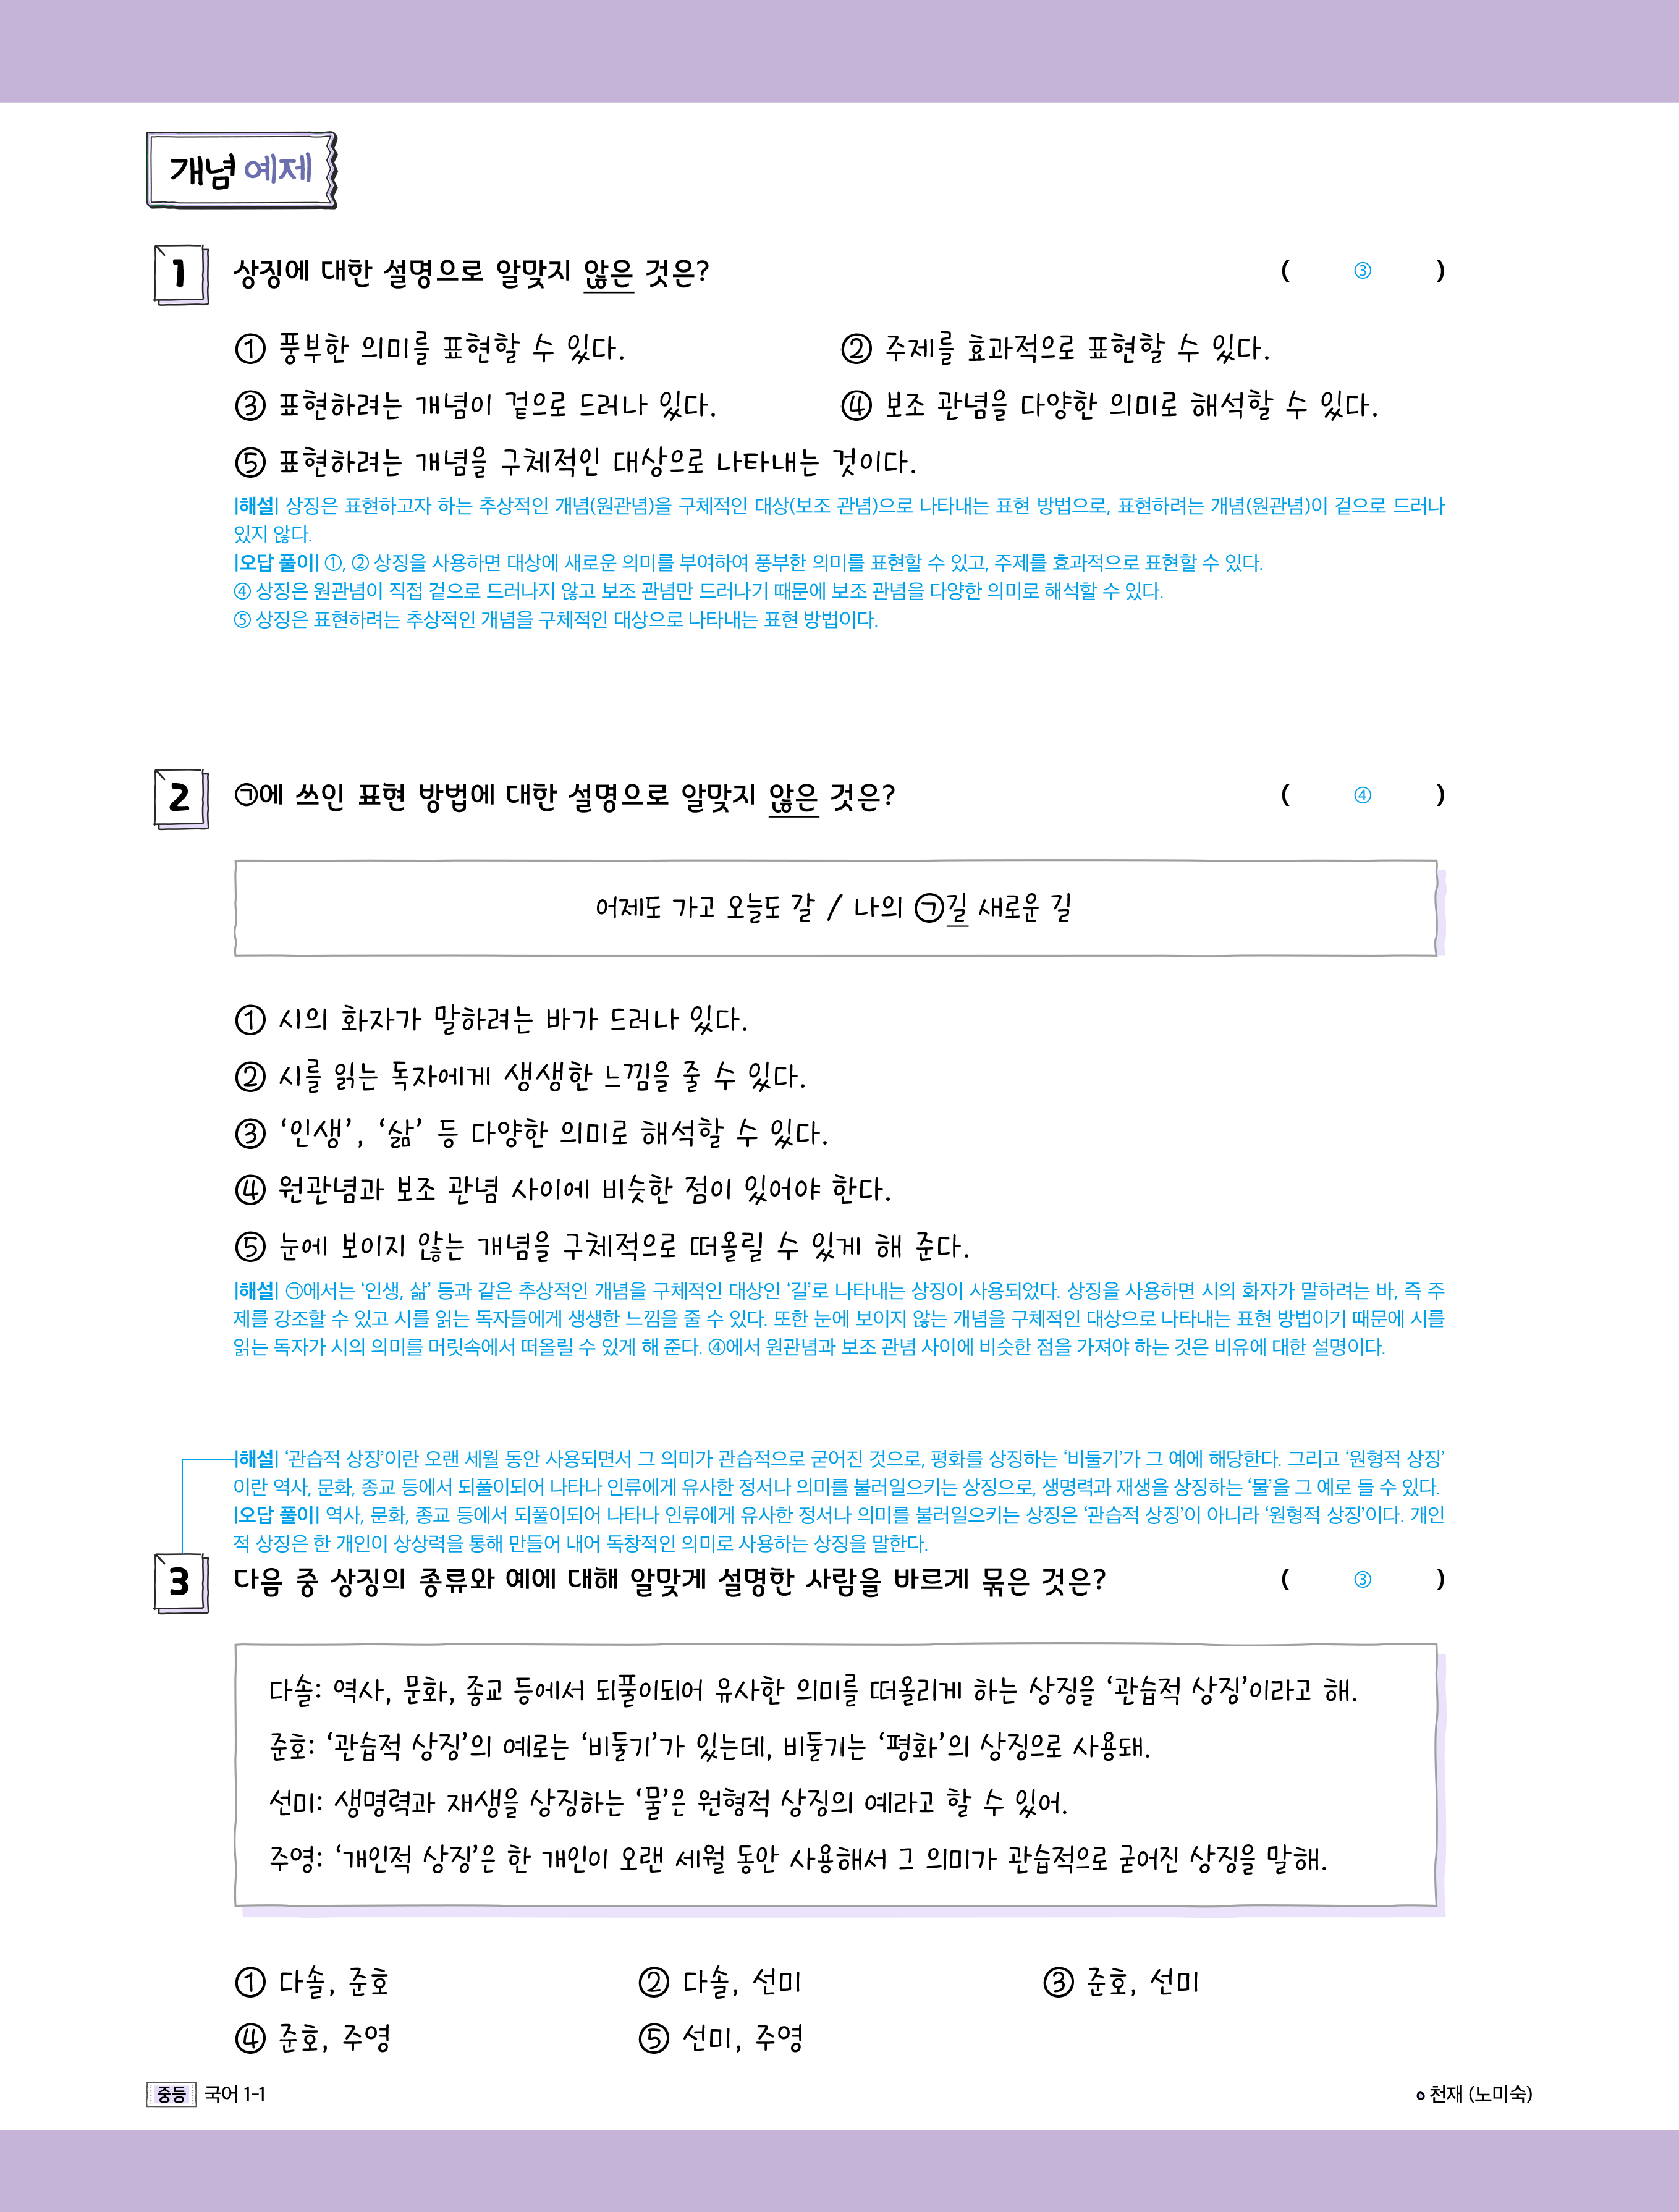 개념 예제
1 상징에 대한 설명으로 알맞지 않은 것은? ( ③ )
① 풍부한 의미를 표현할 수 있다. ② 주제를 효과적으로 표현할 수 있다.
③ 표현하려는 개념이 겉으로 드러나 있다. ④ 보조 관념을 다양한 의미로 해석할 수 있다.
⑤ 표현하려는 개념을 구체적인 대상으로 나타내는 것이다.
|해설| 상징은 표현하고자 하는 추상적인 개념(원관념)을 구체적인 대상(보조 관념)으로 나타내는 표현 방법으로, 표현하려는 개념(원관념)이 겉으로 드러나
있지 않다.
|오답 풀이| ①, ② 상징을 사용하면 대상에 새로운 의미를 부여하여 풍부한 의미를 표현할 수 있고, 주제를 효과적으로 표현할 수 있다.
④ 상징은 원관념이 직접 겉으로 드러나지 않고 보조 관념만 드러나기 때문에 보조 관념을 다양한 의미로 해석할 수 있다.
⑤ 상징은 표현하려는 추상적인 개념을 구체적인 대상으로 나타내는 표현 방법이다.
2 ㉠에 쓰인 표현 방법에 대한 설명으로 알맞지 않은 것은? ( ④ )
어제도 가고 오늘도 갈 / 나의 ㉠길 새로운 길
① 시의 화자가 말하려는 바가 드러나 있다.
② 시를 읽는 독자에게 생생한 느낌을 줄 수 있다.
③ ‘인생’, ‘삶’ 등 다양한 의미로 해석할 수 있다.
④ 원관념과 보조 관념 사이에 비슷한 점이 있어야 한다.
⑤ 눈에 보이지 않는 개념을 구체적으로 떠올릴 수 있게 해 준다.
|해설| ㉠에서는 ‘인생, 삶’ 등과 같은 추상적인 개념을 구체적인 대상인 ‘길’로 나타내는 상징이 사용되었다. 상징을 사용하면 시의 화자가 말하려는 바, 즉 주
제를 강조할 수 있고 시를 읽는 독자들에게 생생한 느낌을 줄 수 있다. 또한 눈에 보이지 않는 개념을 구체적인 대상으로 나타내는 표현 방법이기 때문에 시를
읽는 독자가 시의 의미를 머릿속에서 떠올릴 수 있게 해 준다. ④에서 원관념과 보조 관념 사이에 비슷한 점을 가져야 하는 것은 비유에 대한 설명이다.
|해설| ‘관습적 상징’이란 오랜 세월 동안 사용되면서 그 의미가 관습적으로 굳어진 것으로, 평화를 상징하는 ‘비둘기’가 그 예에 해당한다. 그리고 ‘원형적 상징’
이란 역사, 문화, 종교 등에서 되풀이되어 나타나 인류에게 유사한 정서나 의미를 불러일으키는 상징으로, 생명력과 재생을 상징하는 ‘물’을 그 예로 들 수 있다.
|오답 풀이| 역사, 문화, 종교 등에서 되풀이되어 나타나 인류에게 유사한 정서나 의미를 불러일으키는 상징은 ‘관습적 상징’이 아니라 ‘원형적 상징’이다. 개인
적 상징은 한 개인이 상상력을 통해 만들어 내어 독창적인 의미로 사용하는 상징을 말한다.
3 다음 중 상징의 종류와 예에 대해 알맞게 설명한 사람을 바르게 묶은 것은? ( ③ )
다솔: 역사, 문화, 종교 등에서 되풀이되어 유사한 의미를 떠올리게 하는 상징을 ‘관습적 상징’이라고 해.
준호: ‘관습적 상징’의 예로는 ‘비둘기’가 있는데, 비둘기는 ‘평화’의 상징으로 사용돼.
선미: 생명력과 재생을 상징하는 ‘물’은 원형적 상징의 예라고 할 수 있어.
주영: ‘개인적 상징’은 한 개인이 오랜 세월 동안 사용해서 그 의미가 관습적으로 굳어진 상징을 말해.
① 다솔, 준호 ② 다솔, 선미 ③ 준호, 선미
④ 준호, 주영 ⑤ 선미, 주영
중등 국어 1-1 천재 (노미숙)